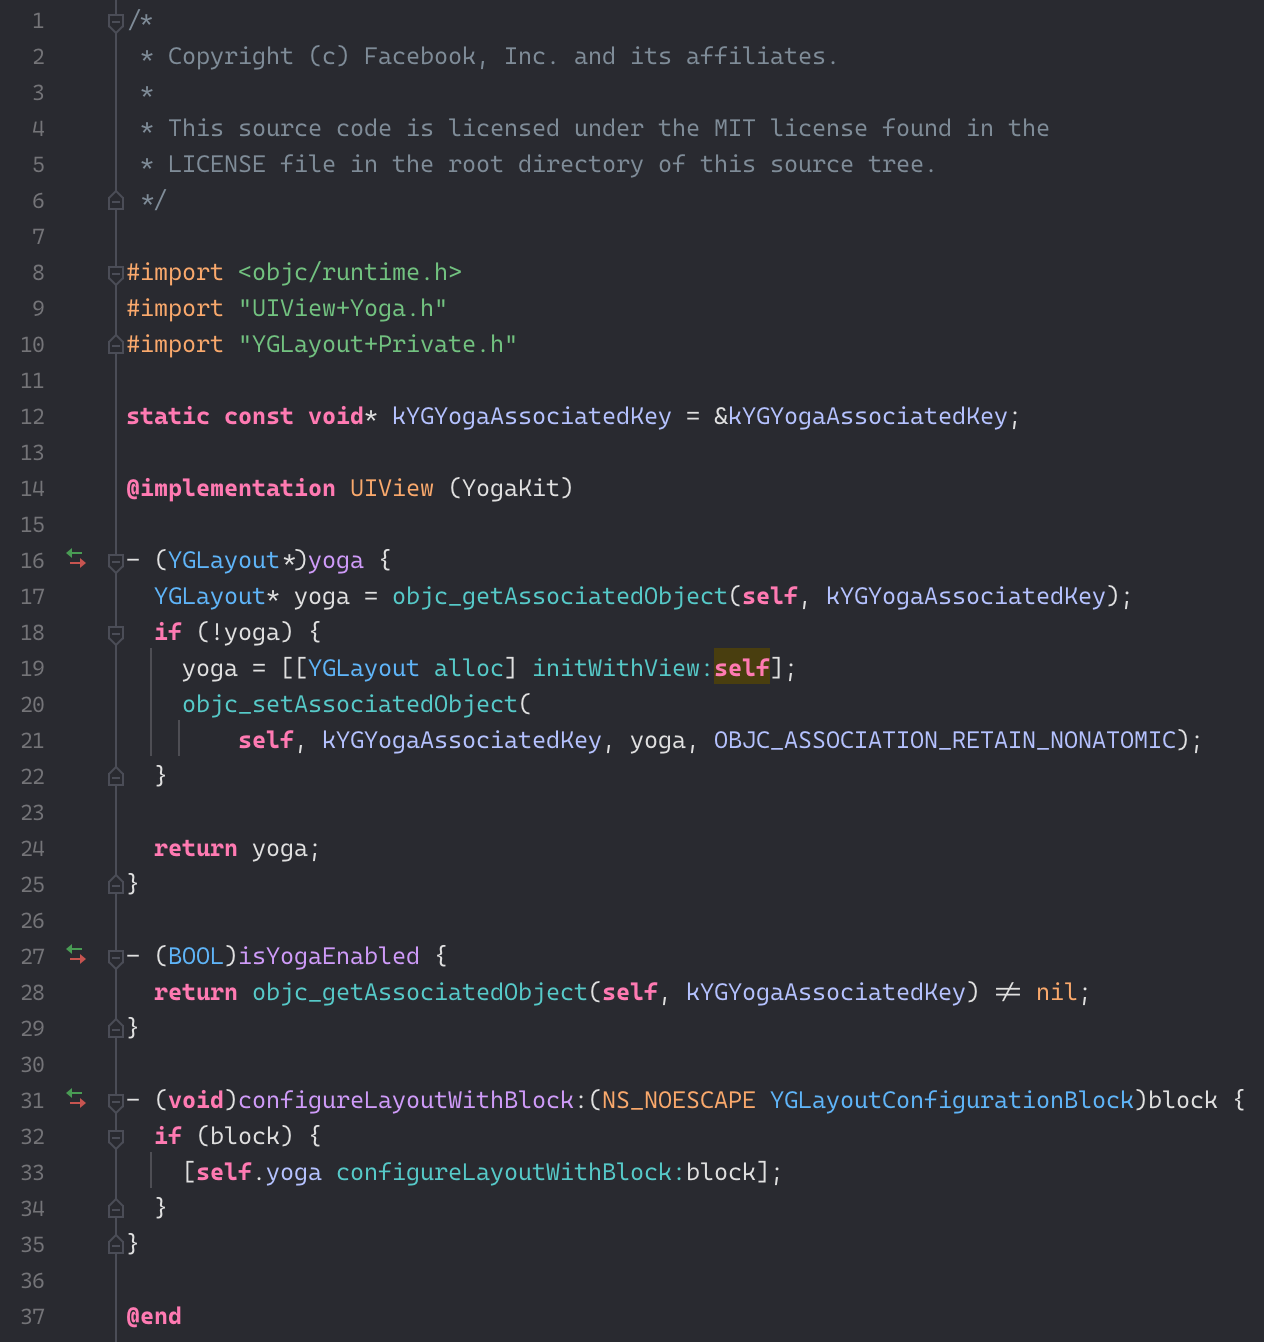 1 /*
2  * Copyright (c) Facebook, Inc. and its affiliates.
3  *
4  * This source code is licensed under the MIT license found in the
5  * LICENSE file in the root directory of this source tree.
6  */
7
8 #import <objc/runtime.h>
9 #import "UIView+Yoga.h"
10 #import "YGLayout+Private.h"
11
12 static const void* kYGYogaAssociatedKey = &kYGYogaAssociatedKey;
13
14 @implementation UIView (YogaKit)
15
16 - (YGLayout*)yoga {
17   YGLayout* yoga = objc_getAssociatedObject(self, kYGYogaAssociatedKey);
18   if (!yoga) {
19     yoga = [[YGLayout alloc] initWithView:self];
20     objc_setAssociatedObject(
21         self, kYGYogaAssociatedKey, yoga, OBJC_ASSOCIATION_RETAIN_NONATOMIC);
22   }
23
24   return yoga;
25 }
26
27 - (BOOL)isYogaEnabled {
28   return objc_getAssociatedObject(self, kYGYogaAssociatedKey) != nil;
29 }
30
31 - (void)configureLayoutWithBlock:(NS_NOESCAPE YGLayoutConfigurationBlock)block {
32   if (block) {
33     [self.yoga configureLayoutWithBlock:block];
34   }
35 }
36
37 @end